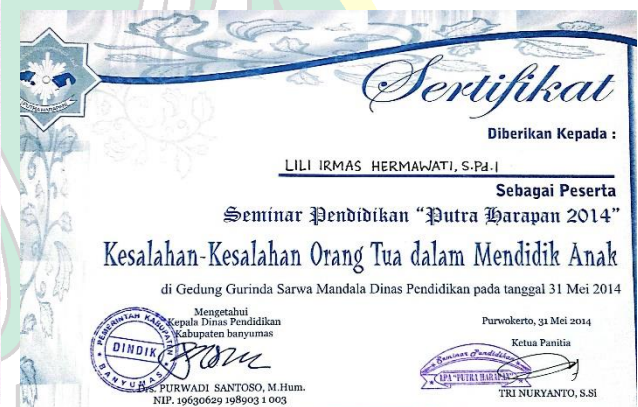 PUTRA HARAPAN
Sertifikat
Diberikan Kepada :
LILI IRMAS HERMAWATI, S.Pd.I
Sebagai Peserta
Seminar Pendidikan “Putra Harapan 2014”
Kesalahan-Kesalahan Orang Tua dalam Mendidik Anak
di Gedung Gurinda Sarwa Mandala Dinas Pendidikan pada tanggal 31 Mei 2014
Mengetahui
Kepala Dinas Pendidikan
Kabupaten banyumas
PEMERINTAH KABUPATEN
DINDIK
BANYUMAS
Drs. PURWADI SANTOSO, M.Hum.
NIP. 19630629 198903 1 003
Purwokerto, 31 Mei 2014
Ketua Panitia
Seminar Pendidikan
"PUTRA HARAPAN"
TRI NURYANTO, S.Si